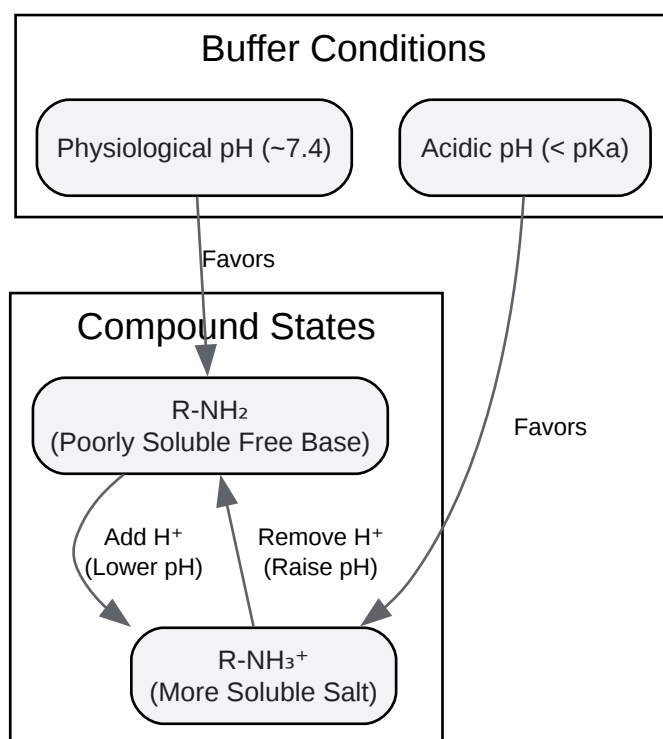 Buffer Conditions
Physiological pH (~7.4)
Acidic pH (< pKa)
Favors
Compound States
R-NH₂
(Poorly Soluble Free Base)
Favors
Add H⁺
(Lower pH)
Remove H⁺
(Raise pH)
R-NH₃⁺
(More Soluble Salt)